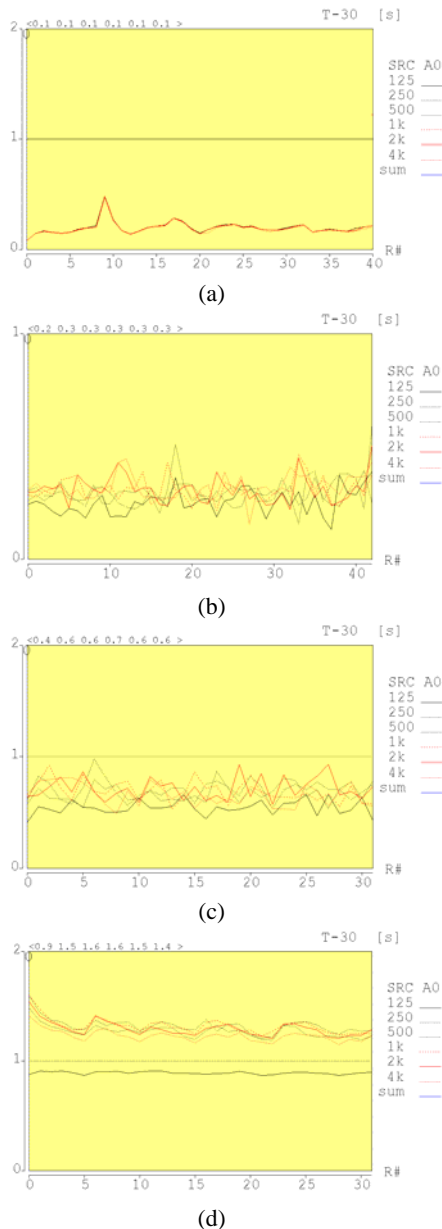 T-30 [s]
<0.1 0.1 0.1 0.1 0.1 0.1 >
2
0
SRC A0
125
250
500
1k
2k
4k
sum
1
0
0 5 10 15 20 25 30 35 40
R#
(a)
T-30 [s]
<0.2 0.3 0.3 0.3 0.3 0.3 >
1
0
SRC A0
125
250
500
1k
2k
4k
sum
0
0 10 20 30 40
R#
(b)
T-30 [s]
<0.4 0.6 0.6 0.7 0.6 0.6 >
2
0
SRC A0
125
250
500
1k
2k
4k
sum
1
0
0 5 10 15 20 25 30
R#
(c)
T-30 [s]
<0.9 1.5 1.6 1.6 1.5 1.4 >
2
0
SRC A0
125
250
500
1k
2k
4k
sum
1
0
0 5 10 15 20 25 30
R#
(d)